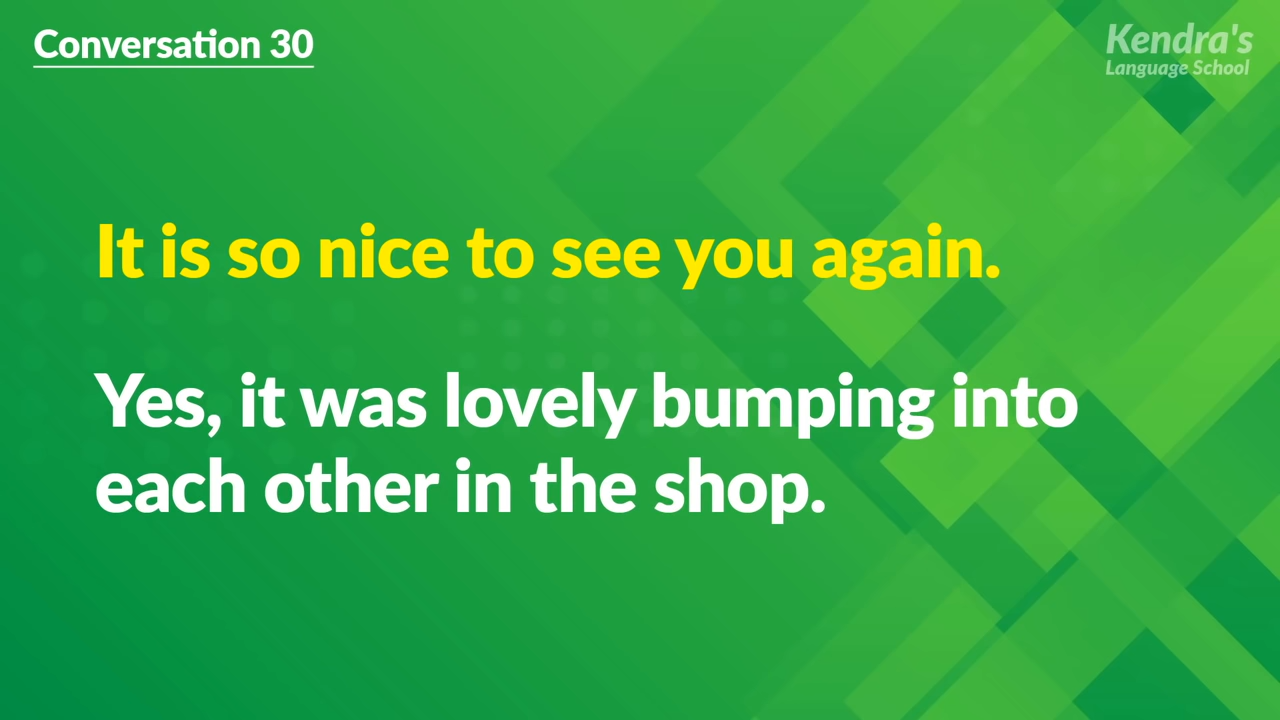 Conversation 30
Kendra's
Language School
It is so nice to see you again.
Yes, it was lovely bumping into
each other in the shop.